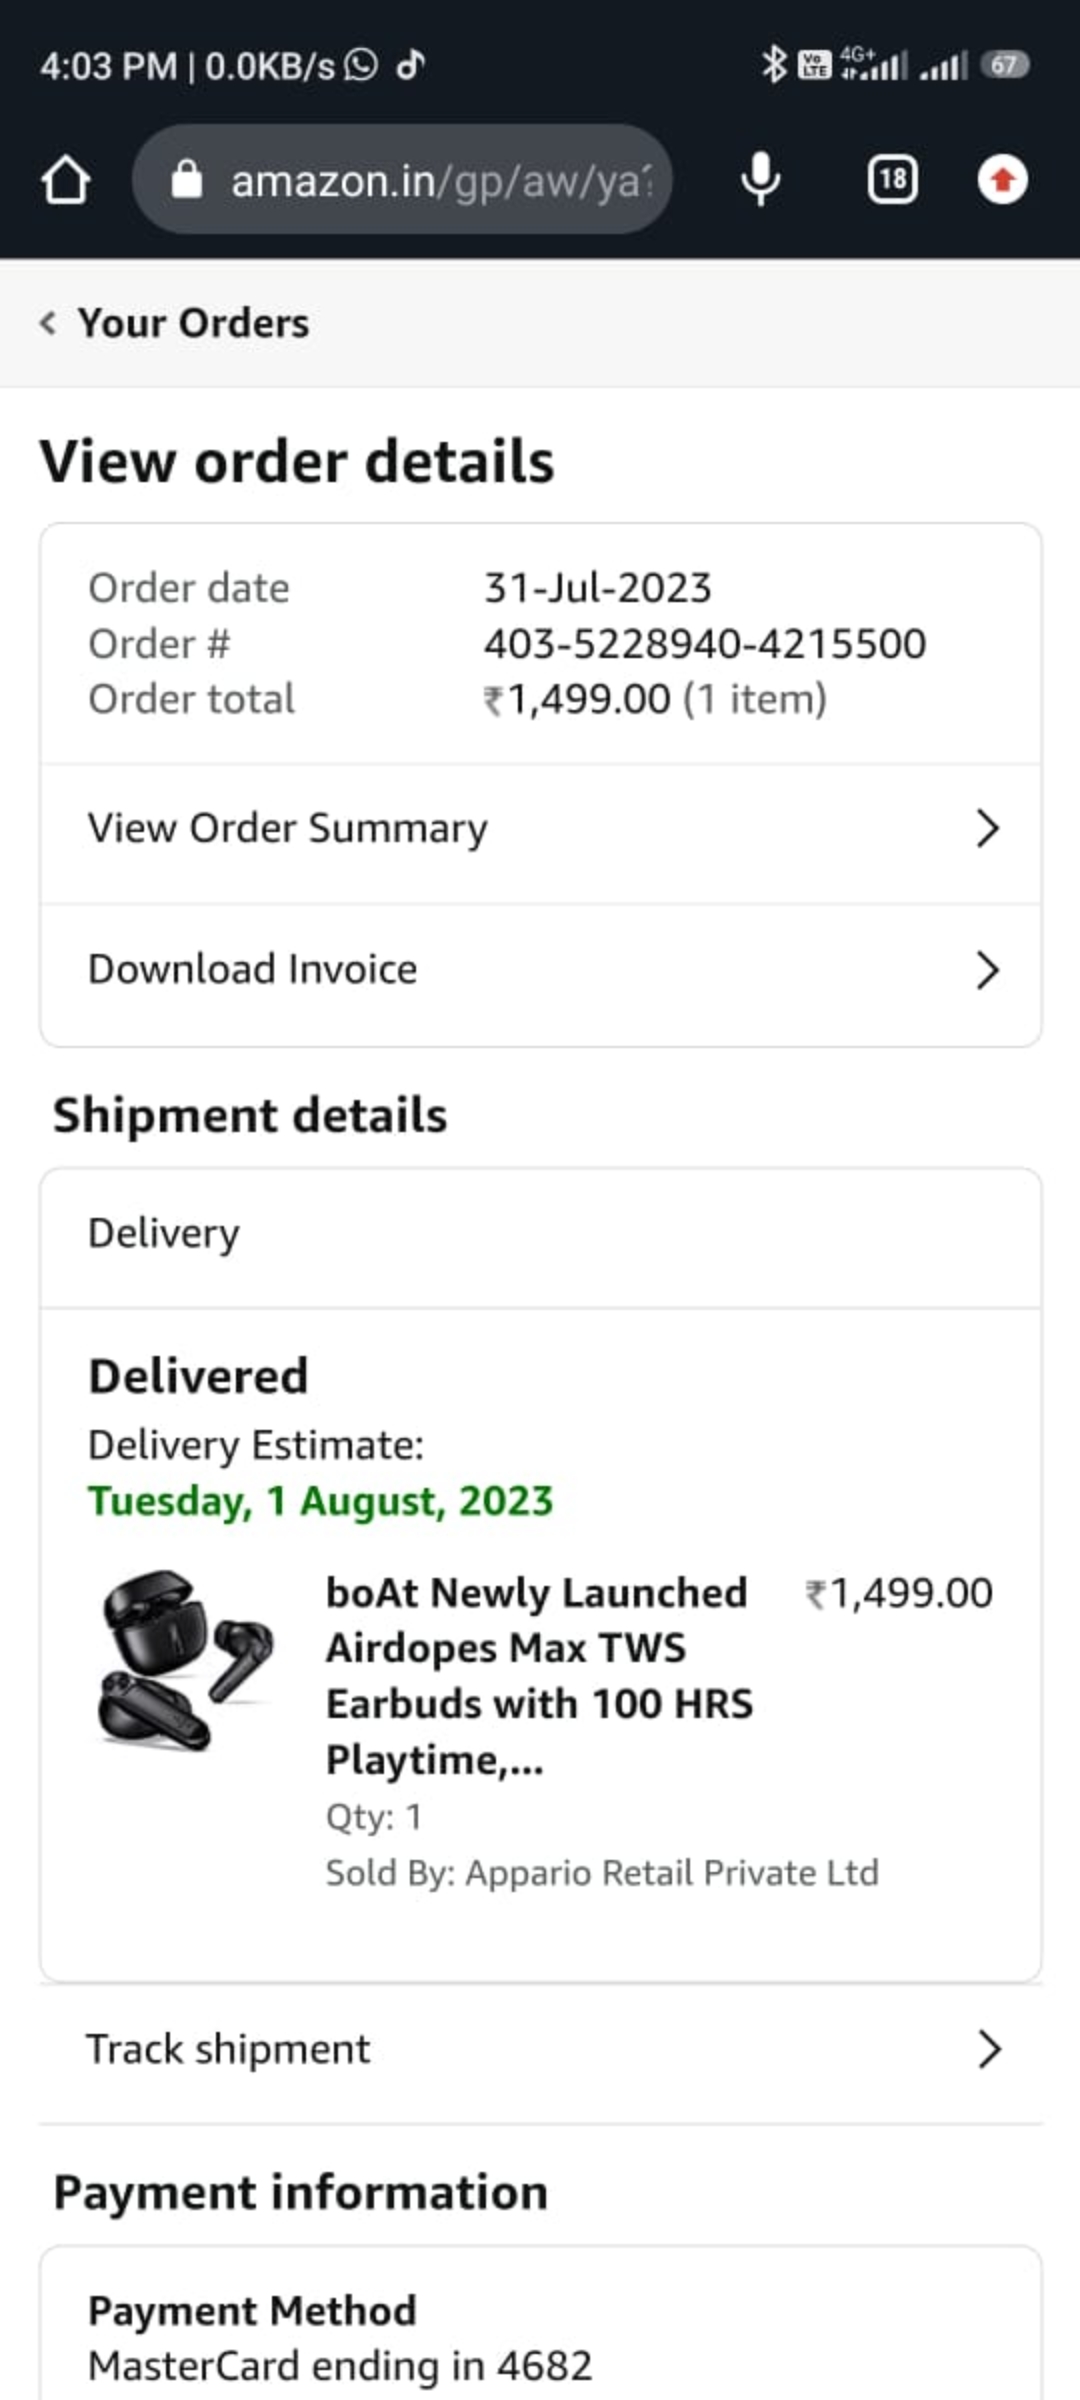 4:03 PM | 0.0KB/s
Vo LTE 4G+ 67
amazon.in/gp/aw/ya?
18
Your Orders
View order details
Order date 31-Jul-2023
Order # 403-5228940-4215500
Order total ₹1,499.00 (1 item)
View Order Summary
Download Invoice
Shipment details
Delivery
Delivered
Delivery Estimate:
Tuesday, 1 August, 2023
boAt Newly Launched ₹1,499.00
Airdopes Max TWS
Earbuds with 100 HRS
Playtime,...
Qty: 1
Sold By: Appario Retail Private Ltd
Track shipment
Payment information
Payment Method
MasterCard ending in 4682